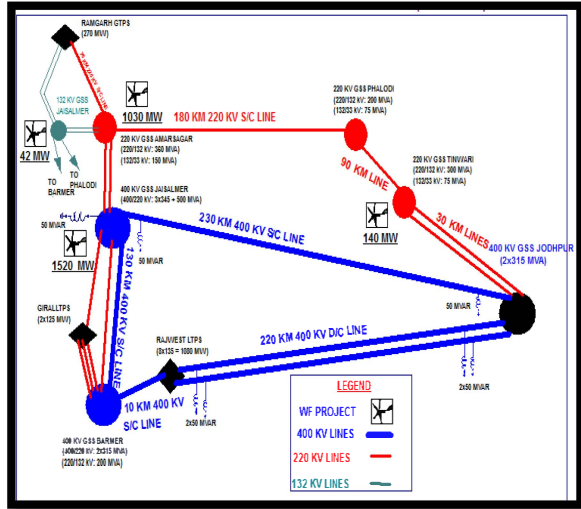 RAMGARH GTPS
(270 MW)
132 KV GSS
JAISALMER
1030 MW
180 KM 220 KV S/C LINE
220 KV GSS PHALODI
(220/132 kV: 200 MVA)
(132/33 kV: 75 MVA)
42 MW
220 KV GSS AMARSAGAR
(220/132 kV: 360 MVA)
(132/33 kV: 150 MVA)
TO
BARMER
TO
PHALODI
90 KM LINE
220 KV GSS TINVVARI
(220/132 kV: 300 MVA)
(132/33 kV: 75 MVA)
400 KV GSS JAISALMER
(400/220 kV: 3x345 + 500 MVA)
30 KM LINES
140 MW
50 MVAR
230 KM 400 KV S/C LINE
400 KV GSS JODHPUR
(2x315 MVA)
50 MVAR
1520 MW
130 KM 400 KV S/C LINE
50 MVAR
GIRALLTPS
(2x125 MW)
RAJWEST LTPS
(8x135 = 1080 MW)
220 KM 400 KV D/C LINE
2x50 MVAR
10 KM 400 KV
S/C LINE
2x50 MVAR
400 KV GSS BARMER
(400/220 kV: 2x315 MVA)
(220/132 kV: 200 MVA)
LEGEND
WF PROJECT
400 KV LINES
220 KV LINES
132 KV LINES